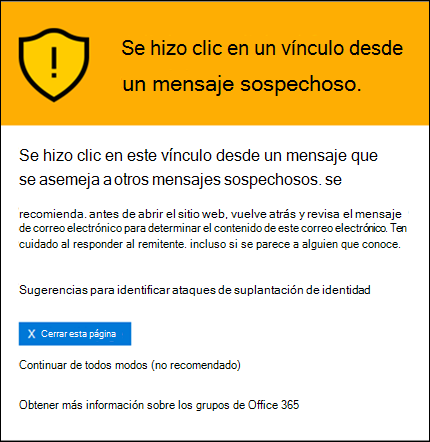 Se hizo clic en un vínculo desde
un mensaje sospechoso.
Se hizo clic en este vínculo desde un mensaje que
se asemeja a otros mensajes sospechosos. se
recomienda. antes de abrir el sitio web, vuelve atrás y revisa el mensaje
de correo electrónico para determinar el contenido de este correo electrónico. Ten
cuidado al responder al remitente. incluso si se parece a alguien que conoce.
Sugerencias para identificar ataques de suplantación de identidad
X Cerrar esta página
Continuar de todos modos (no recomendado)
Obtener más información sobre los grupos de Office 365